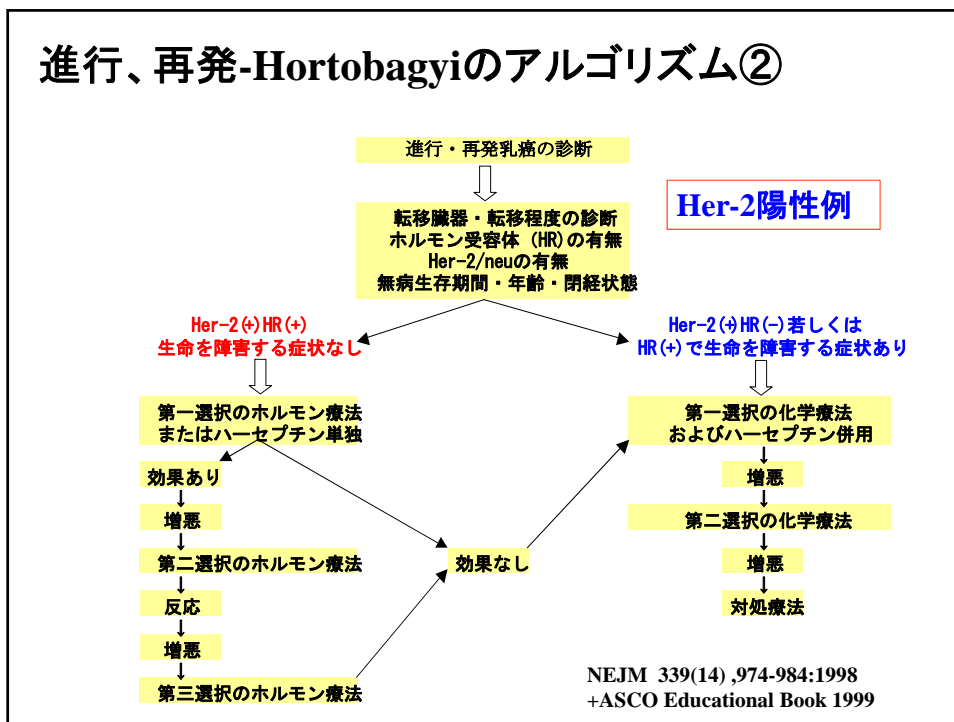 進行、再発-Hortobagyiのアルゴリズム②
進行・再発乳癌の診断
Her-2陽性例
転移臓器・転移程度の診断
ホルモン受容体 (HR)の有無
Her-2/neuの有無
無病生存期間・年齢・閉経状態
Her-2(+)HR(+)
生命を障害する症状なし
Her-2(+)HR(-)若しくは
HR(+)で生命を障害する症状あり
第一選択のホルモン療法
またはハーセプチン単独
第一選択の化学療法
およびハーセプチン併用
効果あり
増悪
増悪
第二選択の化学療法
第二選択のホルモン療法
効果なし
増悪
反応
対処療法
増悪
第三選択のホルモン療法
NEJM 339(14) ,974-984:1998
+ASCO Educational Book 1999